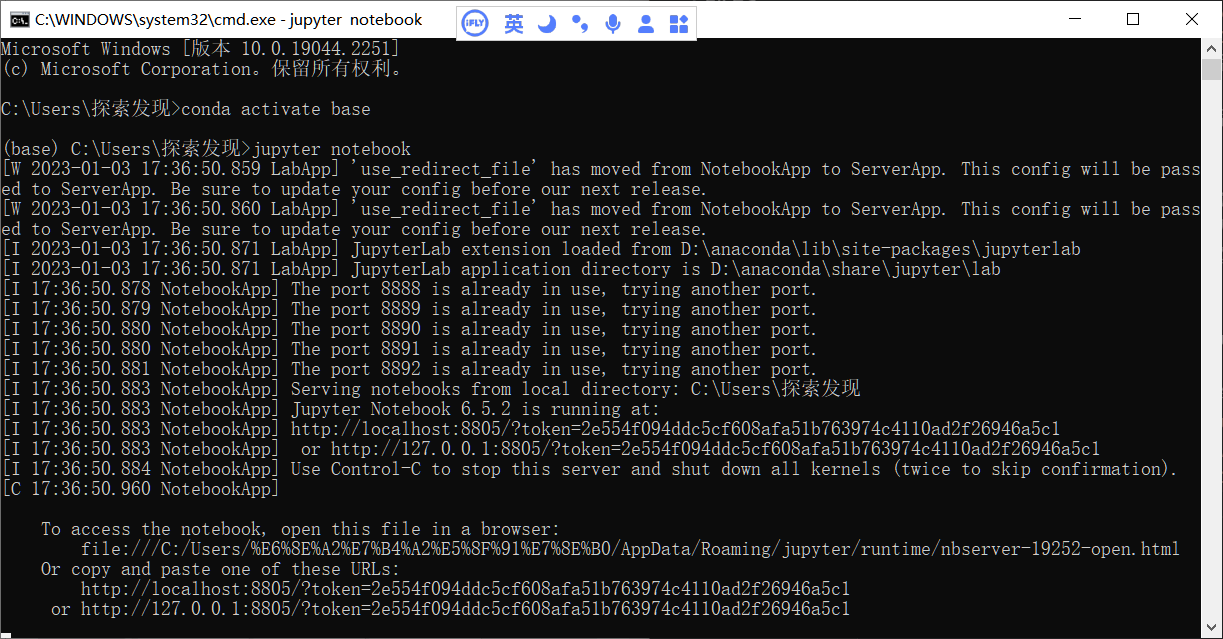 C:\WINDOWS\system32\cmd.exe - jupyter  notebook
iFLY 英
Microsoft Windows [版本 10.0.19044.2251]
(c) Microsoft Corporation。保留所有权利。
C:\Users\探索发现>conda activate base
(base) C:\Users\探索发现>jupyter notebook
[W 2023-01-03 17:36:50.859 LabApp] 'use_redirect_file' has moved from NotebookApp to ServerApp. This config will be pass
ed to ServerApp. Be sure to update your config before our next release.
[W 2023-01-03 17:36:50.860 LabApp] 'use_redirect_file' has moved from NotebookApp to ServerApp. This config will be pass
ed to ServerApp. Be sure to update your config before our next release.
[I 2023-01-03 17:36:50.871 LabApp] JupyterLab extension loaded from D:\anaconda\lib\site-packages\jupyterlab
[I 2023-01-03 17:36:50.871 LabApp] JupyterLab application directory is D:\anaconda\share\jupyter\lab
[I 17:36:50.878 NotebookApp] The port 8888 is already in use, trying another port.
[I 17:36:50.879 NotebookApp] The port 8889 is already in use, trying another port.
[I 17:36:50.880 NotebookApp] The port 8890 is already in use, trying another port.
[I 17:36:50.880 NotebookApp] The port 8891 is already in use, trying another port.
[I 17:36:50.881 NotebookApp] The port 8892 is already in use, trying another port.
[I 17:36:50.883 NotebookApp] Serving notebooks from local directory: C:\Users\探索发现
[I 17:36:50.883 NotebookApp] Jupyter Notebook 6.5.2 is running at:
[I 17:36:50.883 NotebookApp] http://localhost:8805/?token=2e554f094ddc5cf608afa51b763974c4110ad2f26946a5c1
[I 17:36:50.883 NotebookApp]  or http://127.0.0.1:8805/?token=2e554f094ddc5cf608afa51b763974c4110ad2f26946a5c1
[I 17:36:50.884 NotebookApp] Use Control-C to stop this server and shut down all kernels (twice to skip confirmation).
[C 17:36:50.960 NotebookApp]
To access the notebook, open this file in a browser:
file:///C:/Users/%E6%8E%A2%E7%B4%A2%E5%8F%91%E7%8E%B0/AppData/Roaming/jupyter/runtime/nbserver-19252-open.html
Or copy and paste one of these URLs:
http://localhost:8805/?token=2e554f094ddc5cf608afa51b763974c4110ad2f26946a5c1
or http://127.0.0.1:8805/?token=2e554f094ddc5cf608afa51b763974c4110ad2f26946a5c1